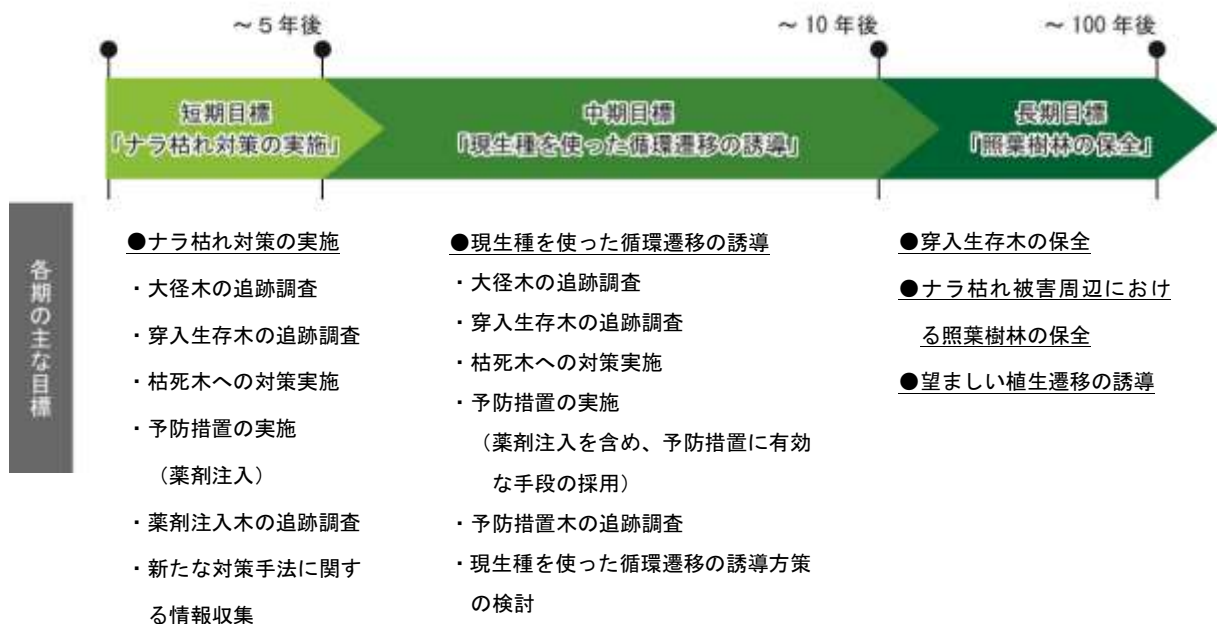 ～5年後
～10年後
～100年後
短期目標
「ナラ枯れ対策の実施」
中期目標
「現生種を使った循環遷移の誘導」
長期目標
「照葉樹林の保全」
各期の主な目標
●ナラ枯れ対策の実施
・大径木の追跡調査
・穿入生存木の追跡調査
・枯死木への対策実施
・予防措置の実施
（薬剤注入）
・薬剤注入木の追跡調査
・新たな対策手法に関す
る情報収集
●現生種を使った循環遷移の誘導
・大径木の追跡調査
・穿入生存木の追跡調査
・枯死木への対策実施
・予防措置の実施
（薬剤注入を含め、予防措置に有効
な手段の採用）
・予防措置木の追跡調査
・現生種を使った循環遷移の誘導方策
の検討
●穿入生存木の保全
●ナラ枯れ被害周辺におけ
る照葉樹林の保全
●望ましい植生遷移の誘導